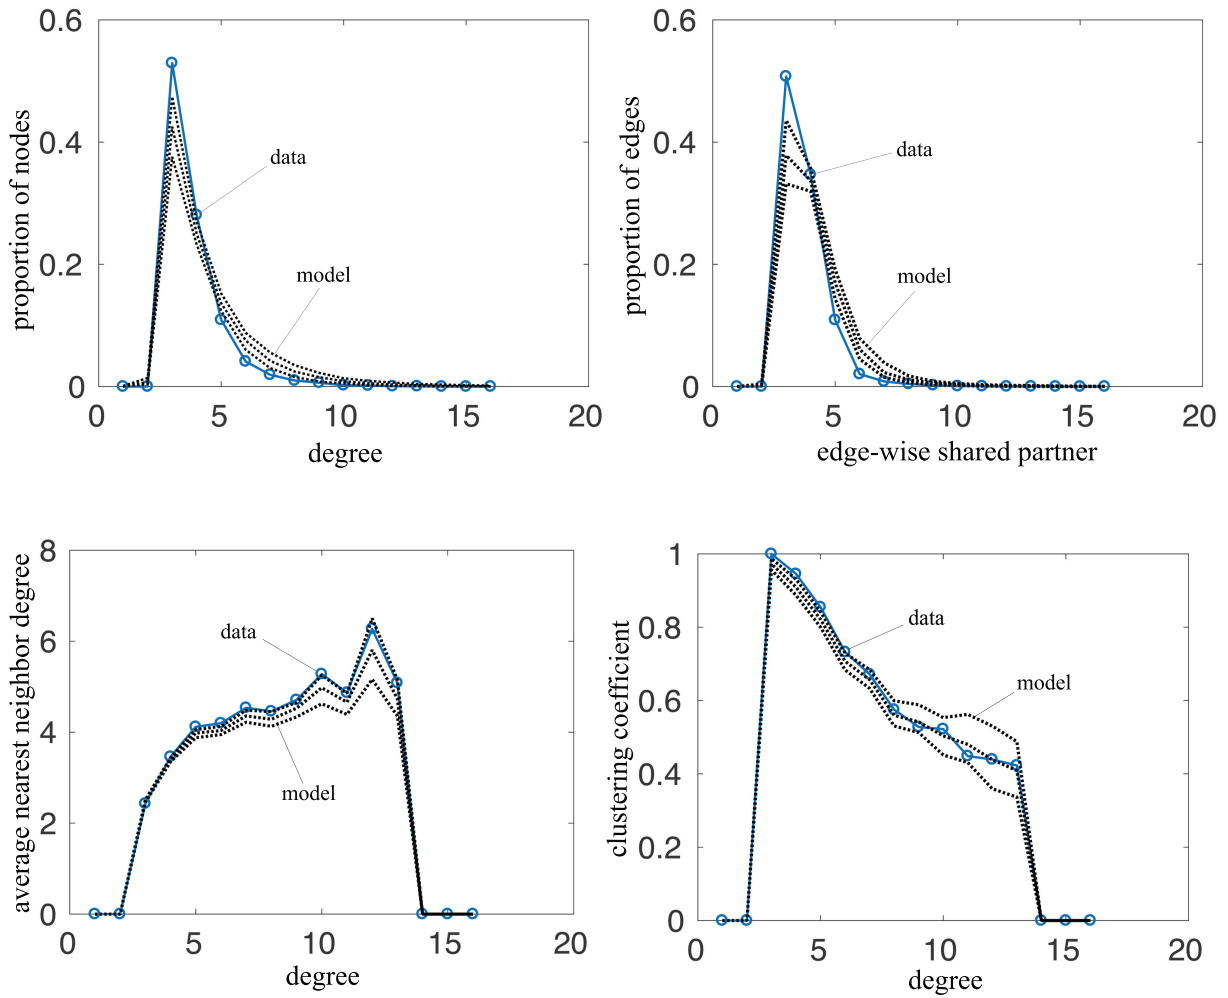 0.6
0.4
0.2
0
0
5
10
15
20
proportion of nodes
degree
data
model
0.6
0.4
0.2
0
0
5
10
15
20
proportion of edges
edge-wise shared partner
data
model
8
6
4
2
0
0
5
10
15
20
average nearest neighbor degree
degree
data
model
1
0.8
0.6
0.4
0.2
0
0
5
10
15
20
clustering coefficient
degree
data
model